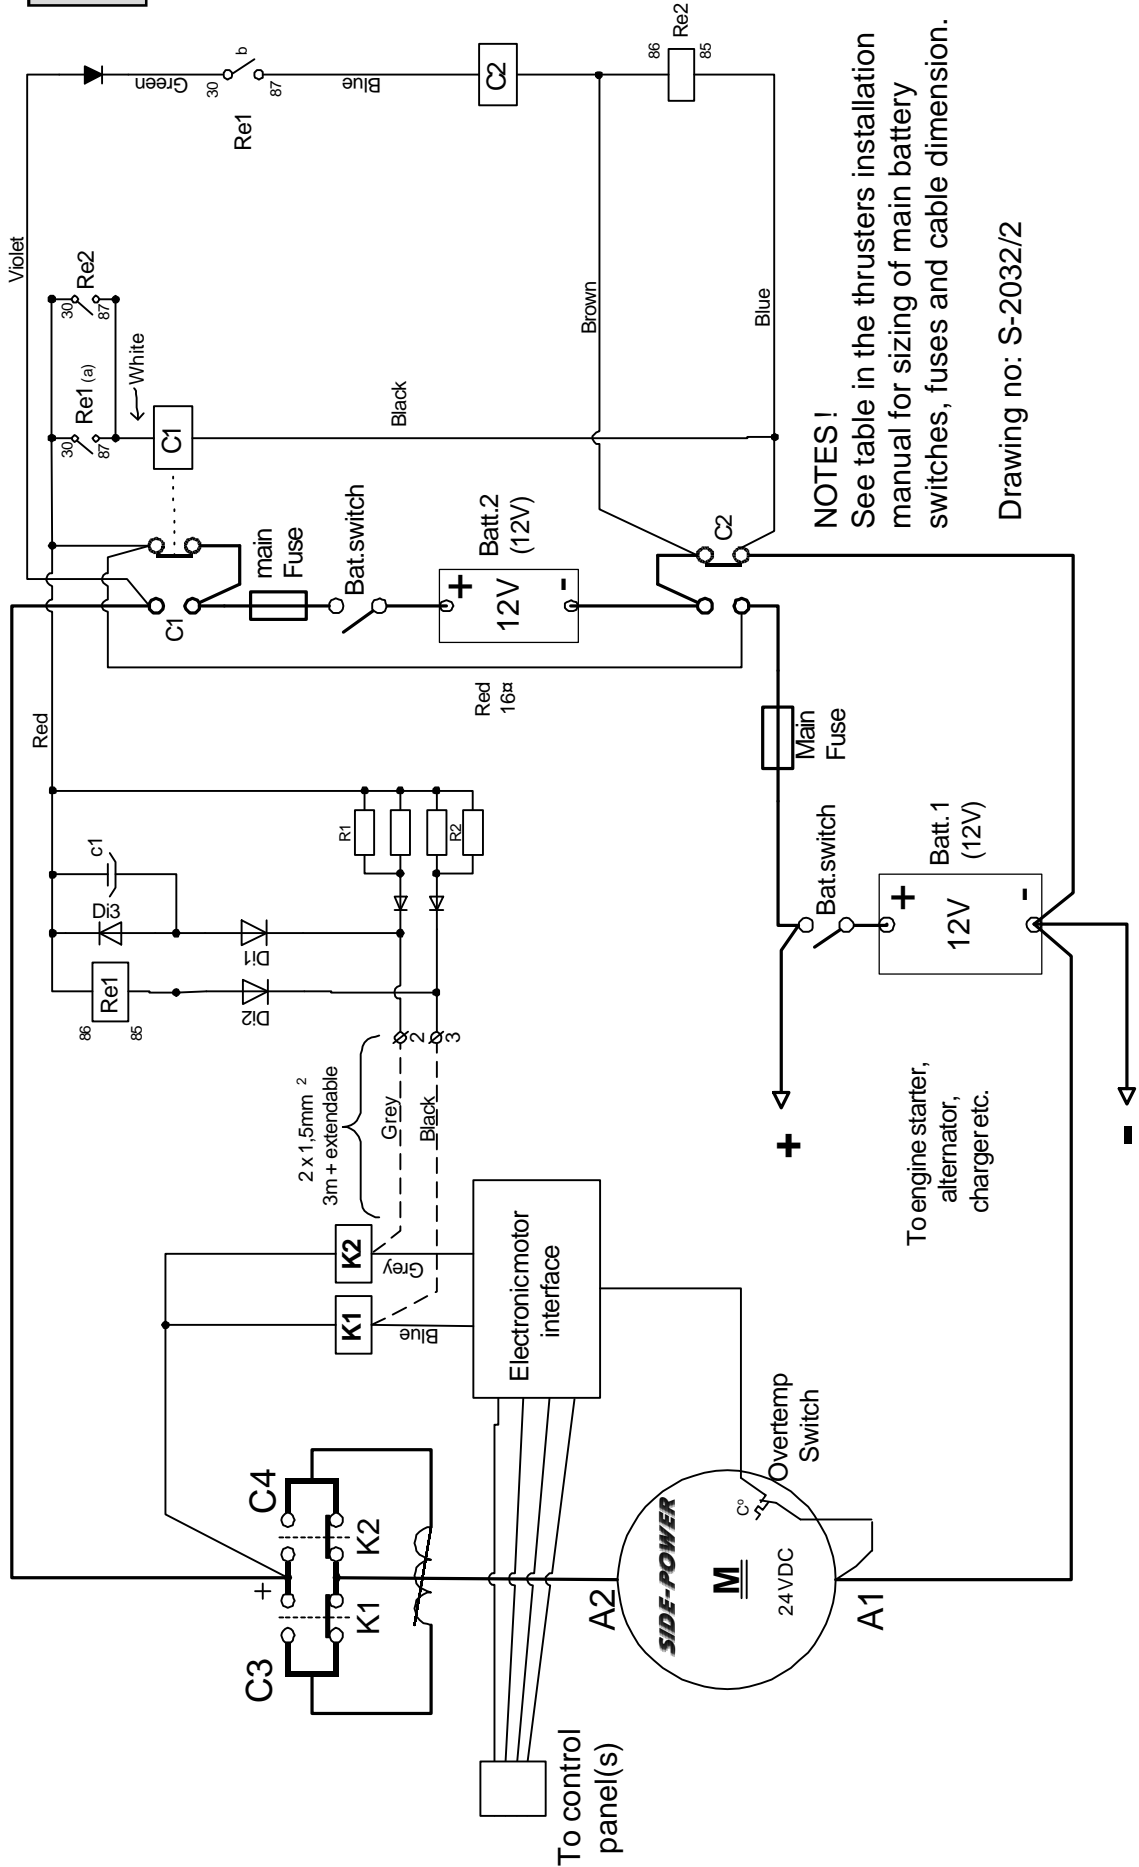 Violet
Green
30
b
87
Re1
Blue
C2
86
Re2
85
Re2
30
87
Re1 (a)
30
87
White
C1
Black
Brown
Blue
C1
main
Fuse
Bat.switch
Batt.2
(12V)
+
12V
-
C2
Red
16¤
Red
Main
Fuse
Bat.switch
Batt. 1
(12V)
+
12V
-
c1
Di3
Di1
Re1
86
85
Di2
R1
R2
2
3
2 x 1,5mm 2
3m + extendable
Grey
Black
K2
Grey
K1
Blue
Electronicmotor
interface
C4
K2
+
K1
C3
Overtemp
Switch
C°
A2
SIDE-POWER
M
24VDC
A1
To control
panel(s)
+
-
To engine starter,
alternator,
charger etc.
NOTES !
See table in the thrusters installation
manual for sizing of main battery
switches, fuses and cable dimension.
Drawing no: S-2032/2